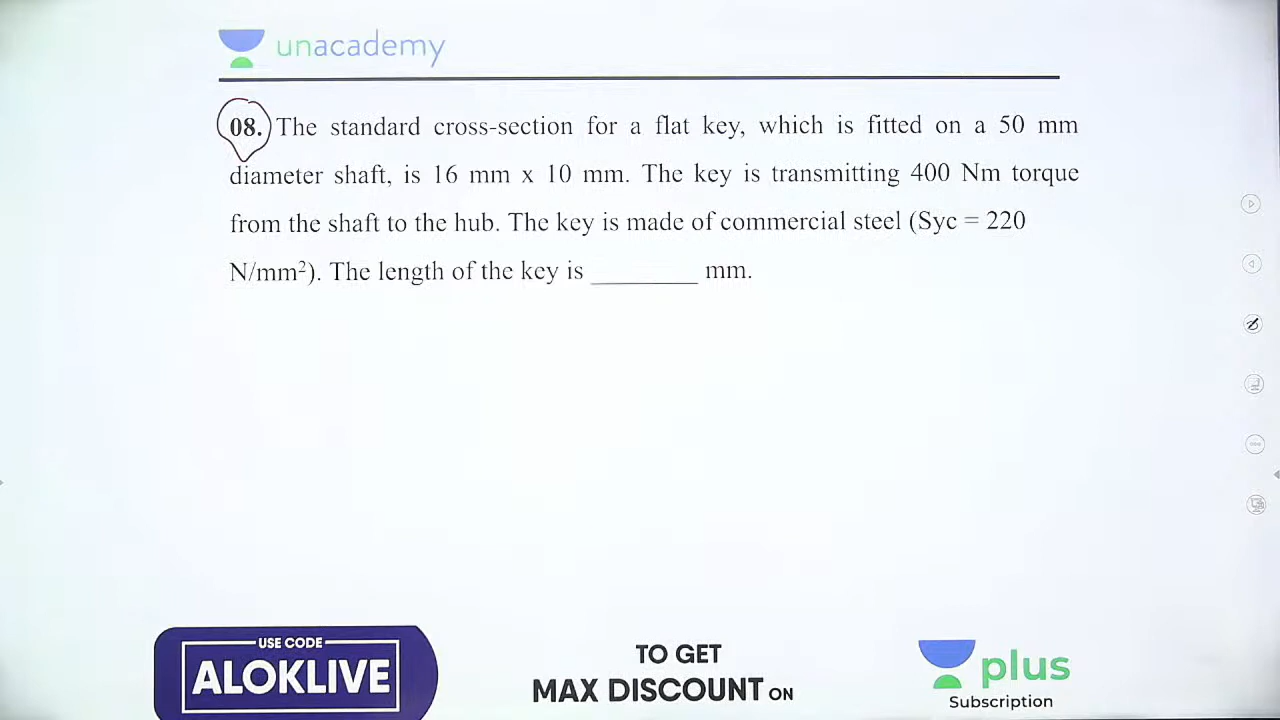 unacademy
08. The standard cross-section for a flat key, which is fitted on a 50 mm
diameter shaft, is 16 mm x 10 mm. The key is transmitting 400 Nm torque
from the shaft to the hub. The key is made of commercial steel (Syc = 220
N/mm²). The length of the key is ________ mm.
USE CODE
ALOKLIVE
TO GET
MAX DISCOUNT ON
plus
Subscription